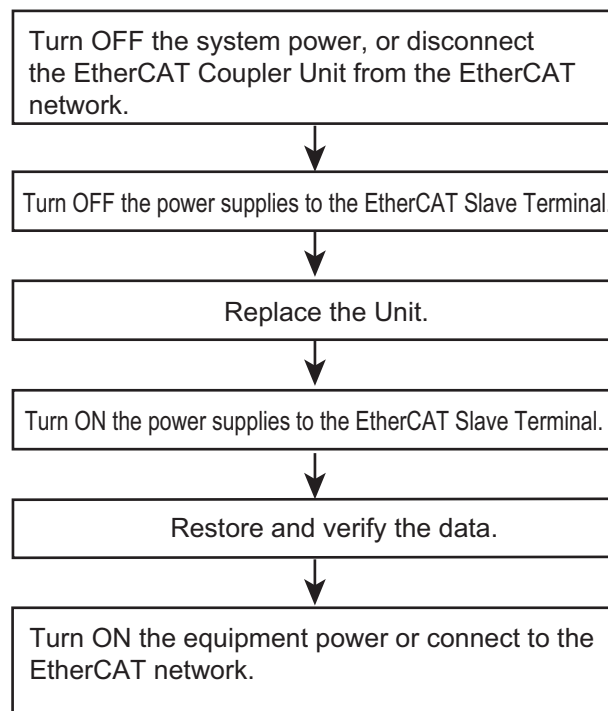 Turn OFF the system power, or disconnect
the EtherCAT Coupler Unit from the EtherCAT
network.
Turn OFF the power supplies to the EtherCAT Slave Terminal.
Replace the Unit.
Turn ON the power supplies to the EtherCAT Slave Terminal.
Restore and verify the data.
Turn ON the equipment power or connect to the
EtherCAT network.